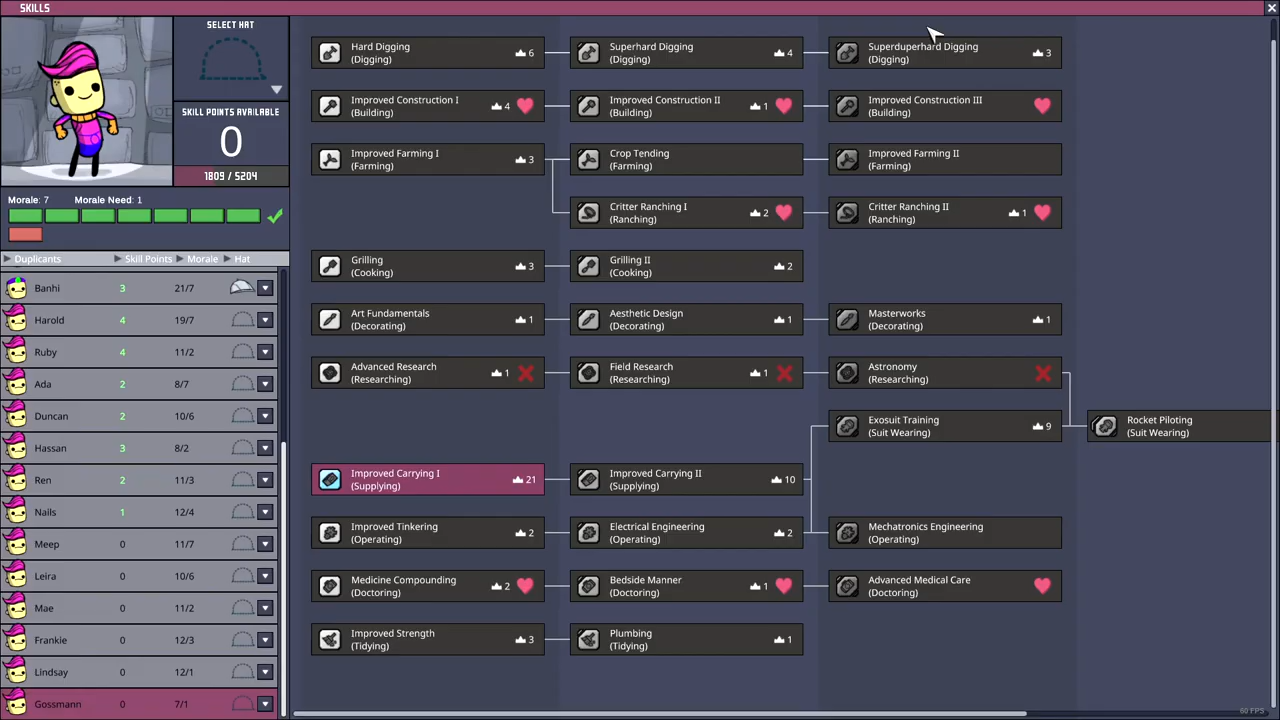 SKILLS
SELECT HAT
SKILL POINTS AVAILABLE
0
1809 / 5204
Morale: 7 Morale Need: 1
Duplicants Skill Points Morale Hat
Banhi 3 21/7
Harold 4 19/7
Ruby 4 11/2
Ada 2 8/7
Duncan 2 10/6
Hassan 3 8/2
Ren 2 11/3
Nails 1 12/4
Meep 0 11/7
Leira 0 10/6
Mae 0 11/2
Frankie 0 12/3
Lindsay 0 12/1
Gossmann 0 7/1
Hard Digging
(Digging)
6
Superhard Digging
(Digging)
4
Superduperhard Digging
(Digging)
3
Improved Construction I
(Building)
4
Improved Construction II
(Building)
1
Improved Construction III
(Building)
Improved Farming I
(Farming)
3
Crop Tending
(Farming)
Improved Farming II
(Farming)
Critter Ranching I
(Ranching)
2
Critter Ranching II
(Ranching)
1
Grilling
(Cooking)
3
Grilling II
(Cooking)
2
Art Fundamentals
(Decorating)
1
Aesthetic Design
(Decorating)
1
Masterworks
(Decorating)
1
Advanced Research
(Researching)
1
Field Research
(Researching)
1
Astronomy
(Researching)
Exosuit Training
(Suit Wearing)
9
Rocket Piloting
(Suit Wearing)
Improved Carrying I
(Supplying)
21
Improved Carrying II
(Supplying)
10
Improved Tinkering
(Operating)
2
Electrical Engineering
(Operating)
2
Mechatronics Engineering
(Operating)
Medicine Compounding
(Doctoring)
2
Bedside Manner
(Doctoring)
1
Advanced Medical Care
(Doctoring)
Improved Strength
(Tidying)
3
Plumbing
(Tidying)
1
60 FPS